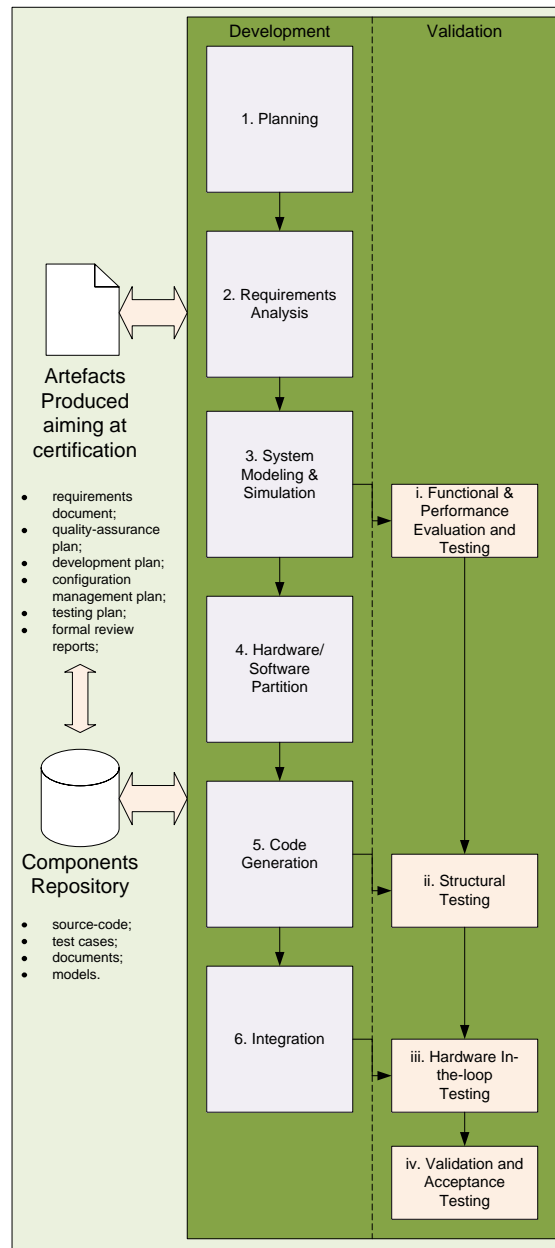 Development
Validation
1. Planning
2. Requirements
Analysis
3. System
Modeling &
Simulation
4. Hardware/
Software
Partition
5. Code
Generation
6. Integration
i. Functional &
Performance
Evaluation and
Testing
ii. Structural
Testing
iii. Hardware In-
the-loop
Testing
iv. Validation and
Acceptance
Testing
Artefacts
Produced
aiming at
certification
• requirements
document;
• quality-assurance
plan;
• development plan;
• configuration
management plan;
• testing plan;
• formal review
reports;
Components
Repository
• source-code;
• test cases;
• documents;
• models.